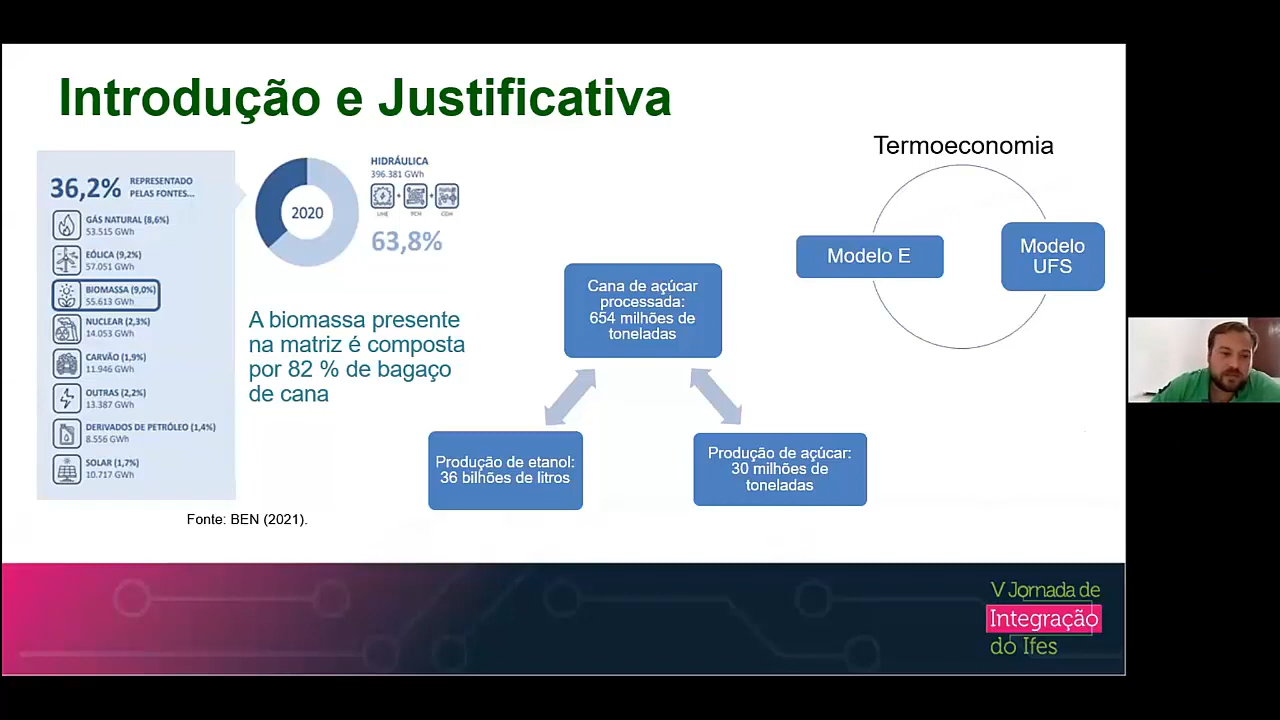 Introdução e Justificativa
36,2% REPRESENTADO
PELAS FONTES...
GÁS NATURAL (8,6%)
53.515 GWh
EÓLICA (9,2%)
57.051 GWh
BIOMASSA (9,0%)
55.613 GWh
NUCLEAR (2,3%)
14.053 GWh
CARVÃO (1,9%)
11.946 GWh
OUTRAS (2,2%)
13.387 GWh
DERIVADOS DE PETRÓLEO (1,4%)
8.556 GWh
SOLAR (1,7%)
10.717 GWh
Fonte: BEN (2021).
2020
HIDRÁULICA
396.381 GWh
UHE PCH CGH
63,8%
A biomassa presente
na matriz é composta
por 82 % de bagaço
de cana
Cana de açúcar
processada:
654 milhões de
toneladas
Produção de etanol:
36 bilhões de litros
Produção de açúcar:
30 milhões de
toneladas
Termoeconomia
Modelo E
Modelo
UFS
V Jornada de
Integração
do Ifes